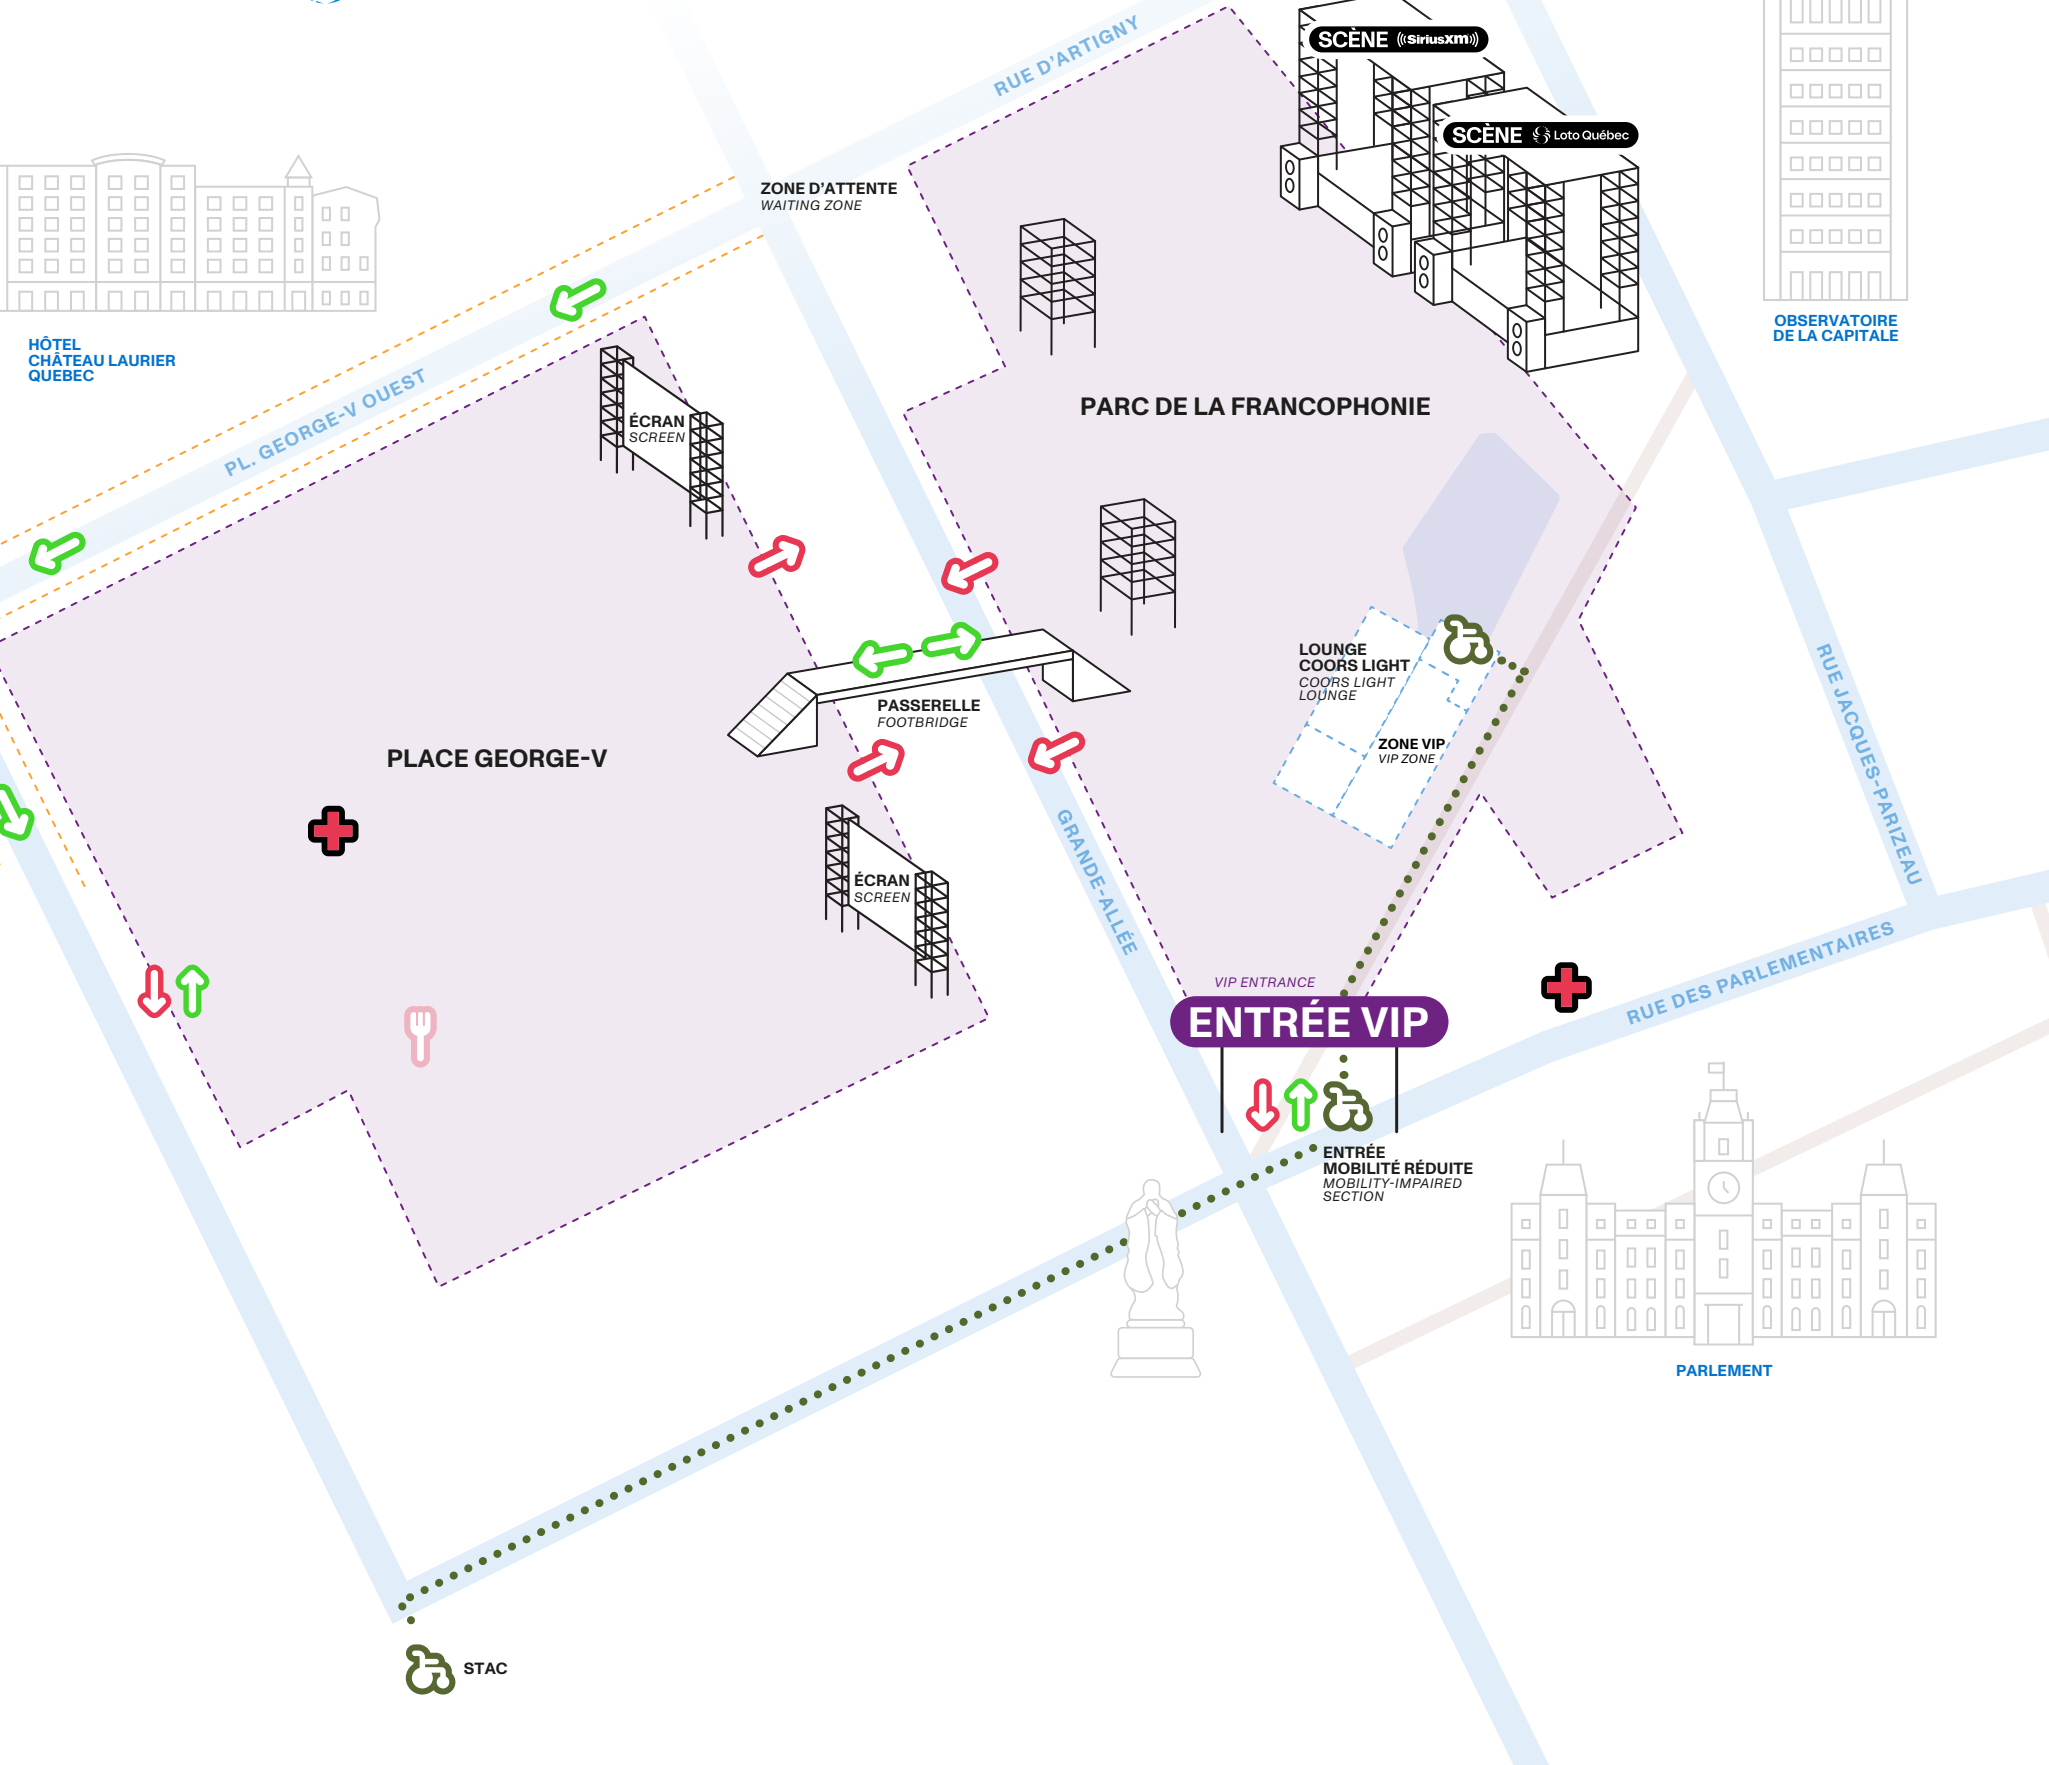 SCÈNE ((SiriusXM))
RUE D'ARTIGNY
SCÈNE Loto Québec
ZONE D'ATTENTE
WAITING ZONE
OBSERVATOIRE
DE LA CAPITALE
HÔTEL
CHÂTEAU LAURIER
QUEBEC
PL. GEORGE-V OUEST
ÉCRAN
SCREEN
PARC DE LA FRANCOPHONIE
LOUNGE
COORS LIGHT
COORS LIGHT
LOUNGE
PASSERELLE
FOOTBRIDGE
ZONE VIP
VIP ZONE
PLACE GEORGE-V
RUE JACQUES-PARIZEAU
GRANDE-ALLÉE
ÉCRAN
SCREEN
VIP ENTRANCE
ENTRÉE VIP
RUE DES PARLEMENTAIRES
ENTRÉE
MOBILITÉ RÉDUITE
MOBILITY-IMPAIRED
SECTION
PARLEMENT
STAC